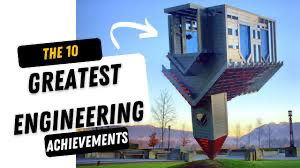 THE 10
GREATEST
ENGINEERING
ACHIEVEMENTS